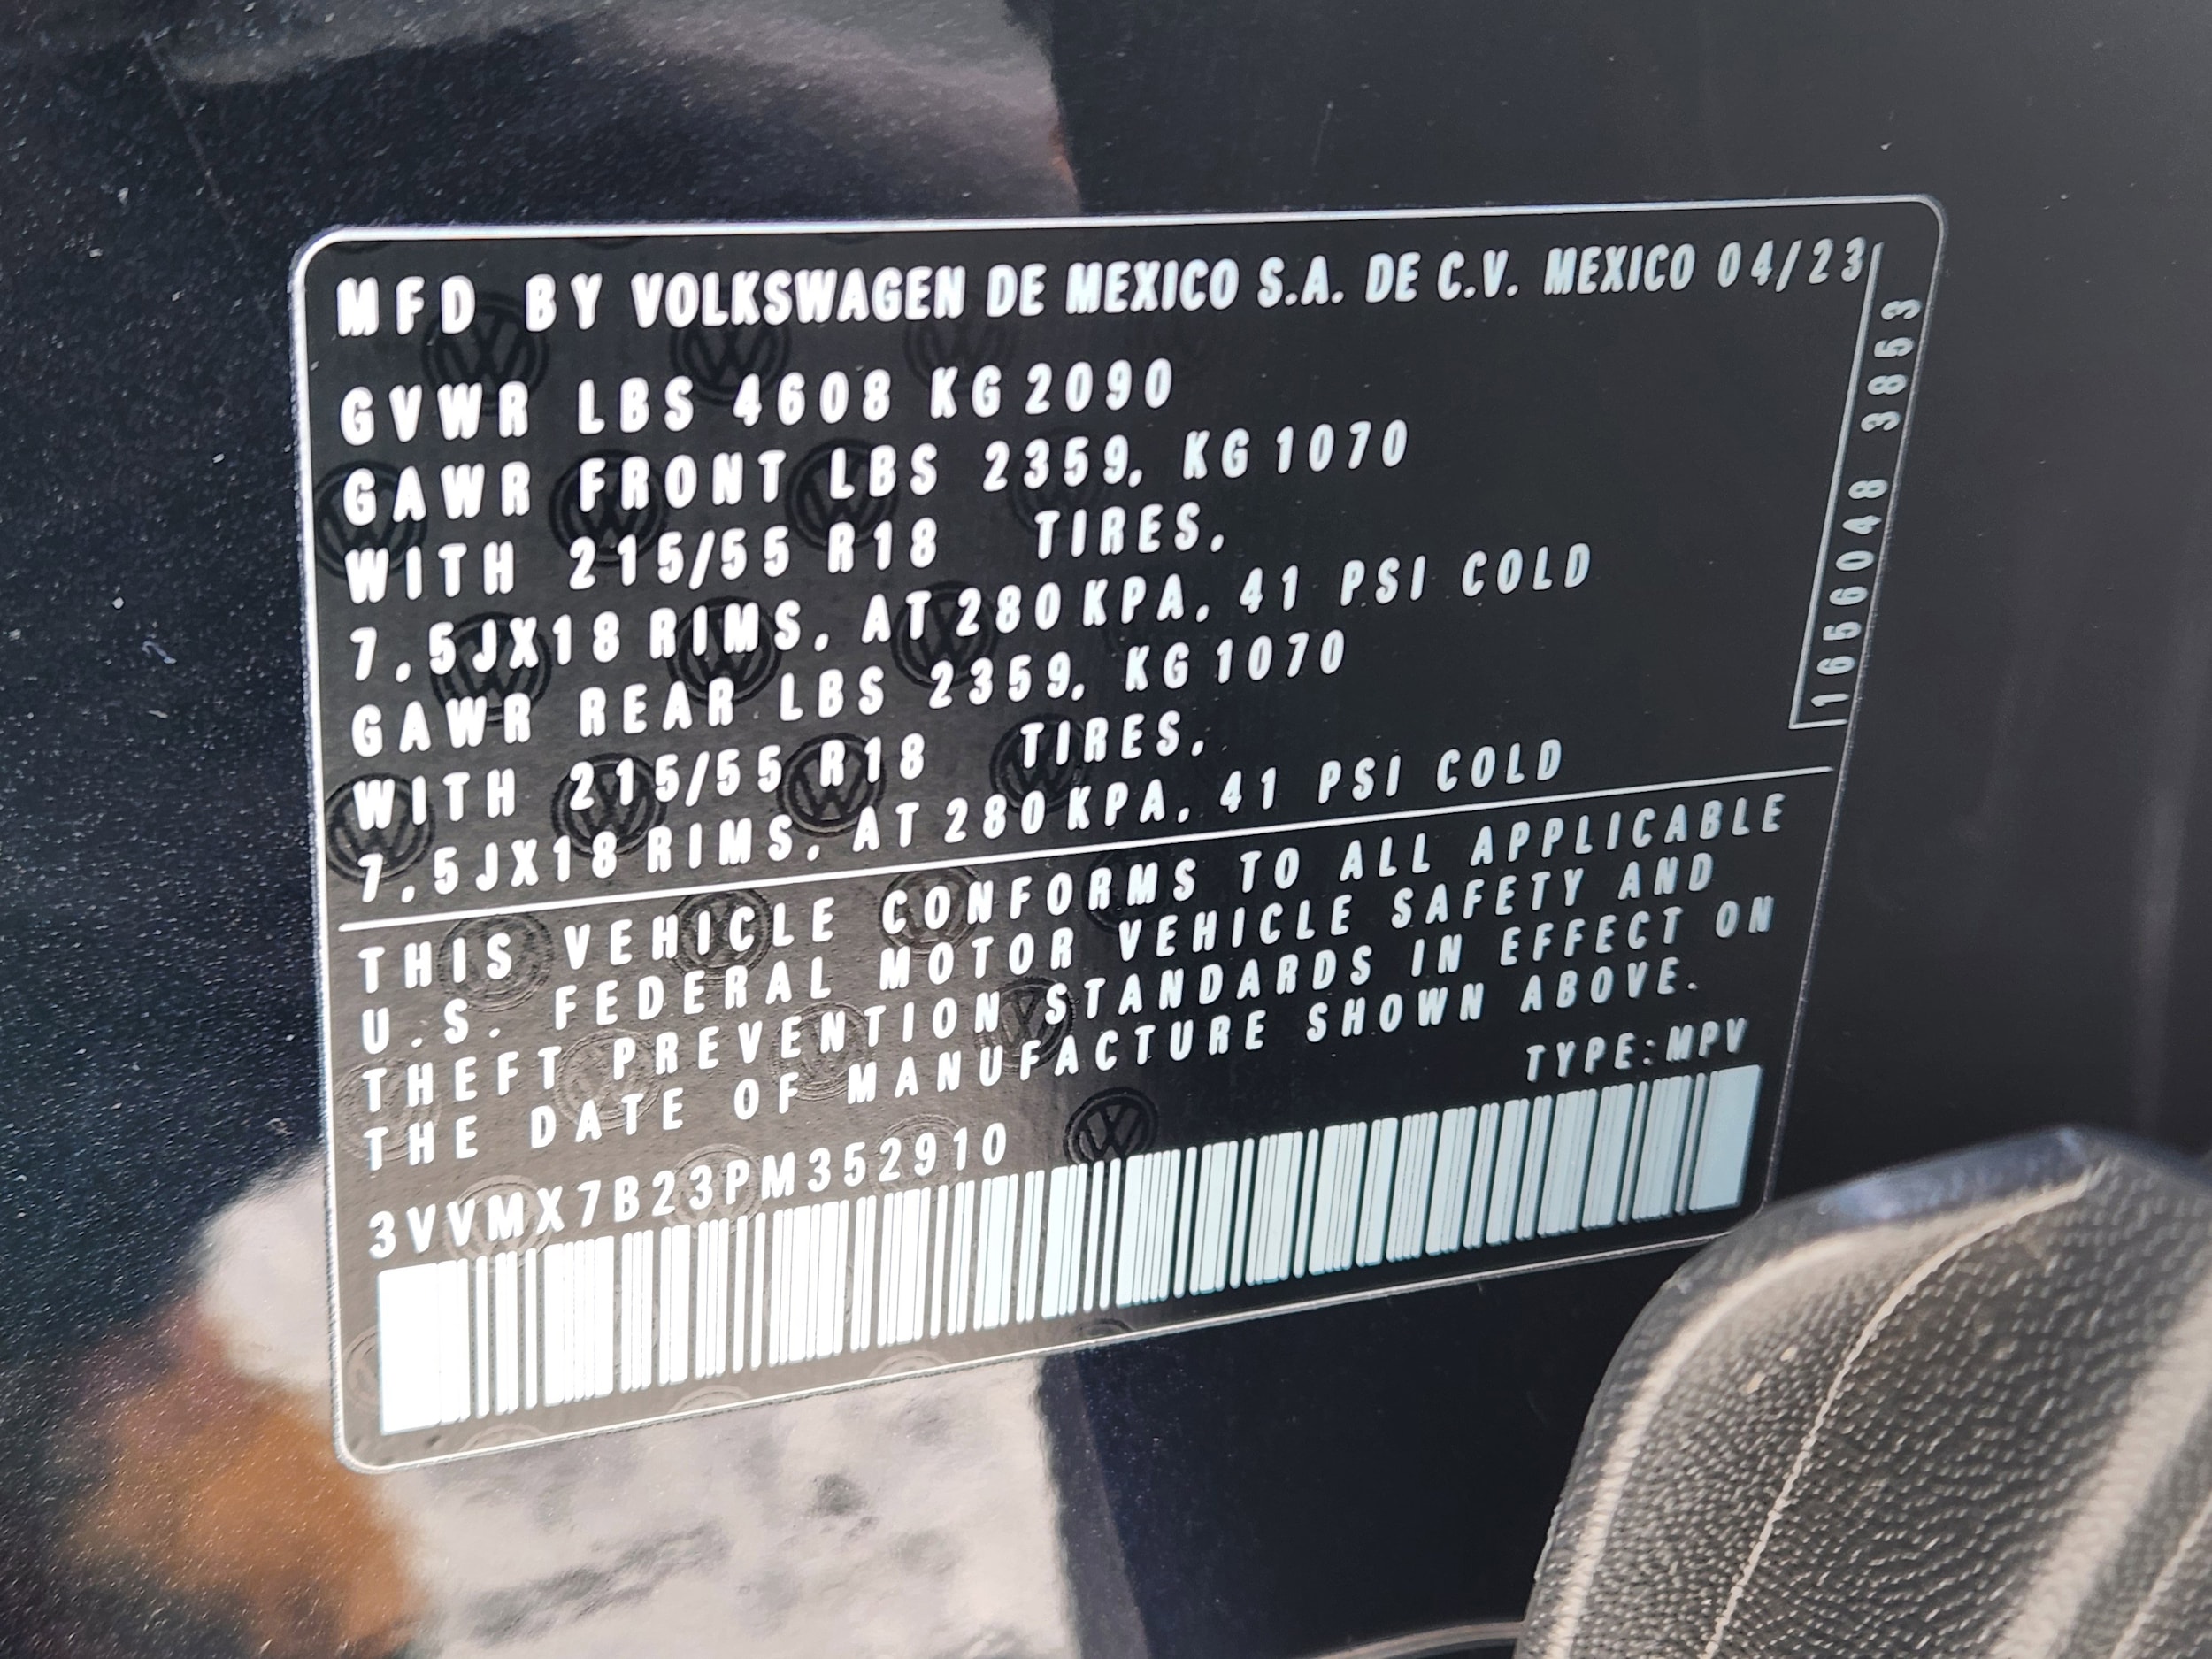 MFD BY VOLKSWAGEN DE MEXICO S.A. DE C.V. MEXICO 04/23
GVWR LBS 4608 KG 2090
GAWR FRONT LBS 2359, KG 1070
WITH 215/55 R18 TIRES,
7,5JX18 RIMS, AT 280 KPA, 41 PSI COLD
GAWR REAR LBS 2359, KG 1070
WITH 215/55 R18 TIRES,
7,5JX18 RIMS, AT 280 KPA, 41 PSI COLD
1656048 3853
THIS VEHICLE CONFORMS TO ALL APPLICABLE
U.S. FEDERAL MOTOR VEHICLE SAFETY AND
THEFT PREVENTION STANDARDS IN EFFECT ON
THE DATE OF MANUFACTURE SHOWN ABOVE.
TYPE:MPV
3VVMX7B23PM352910